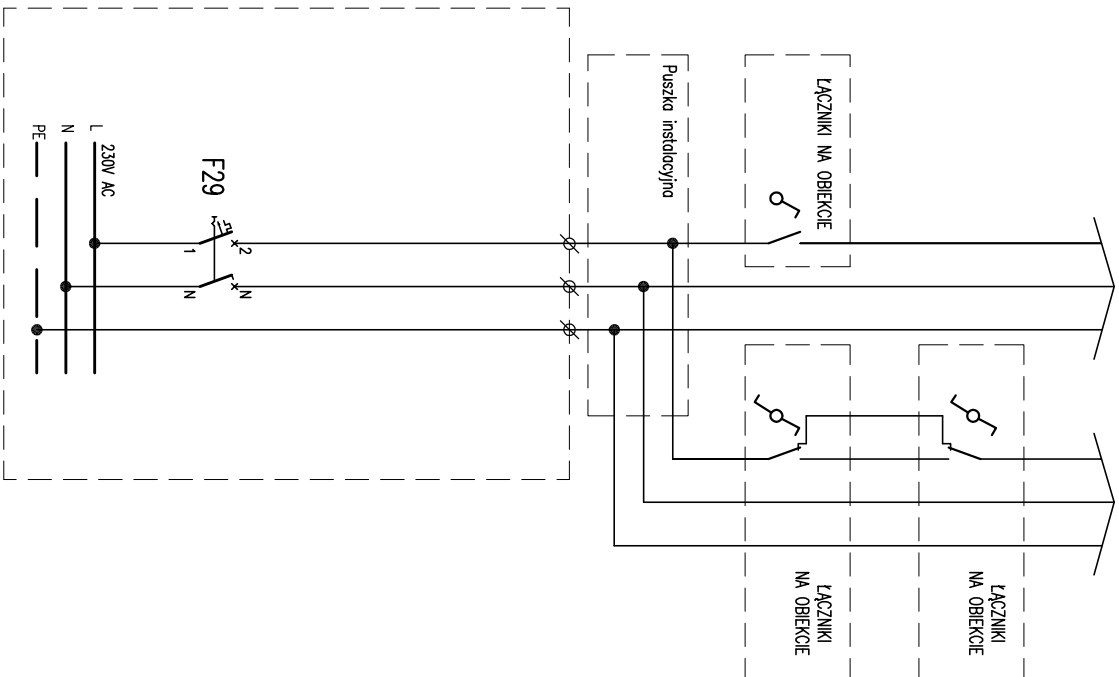 ŁĄCZNIKI NA OBIEKCIE
Puszka instalacyjna
230V AC
L
N
PE
F29
1
2
N
N
ŁĄCZNIKI
NA OBIEKCIE
ŁĄCZNIKI
NA OBIEKCIE